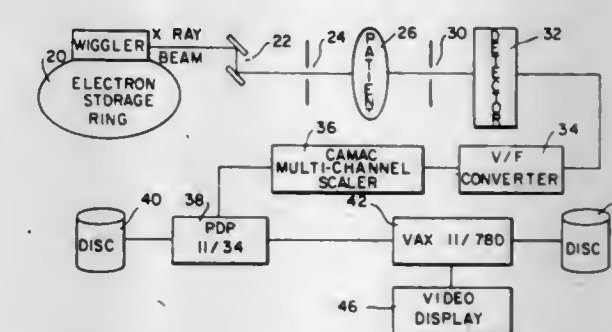 WIGGLER
X RAY
BEAM
20
ELECTRON
STORAGE
RING
22
24
26
PATIENT
30
DETECTOR
32
34
V/F
CONVERTER
36
CAMAC
MULTI-CHANNEL
SCALER
38
PDP
11/34
40
DISC
42
VAX 11/780
DISC
46
VIDEO
DISPLAY